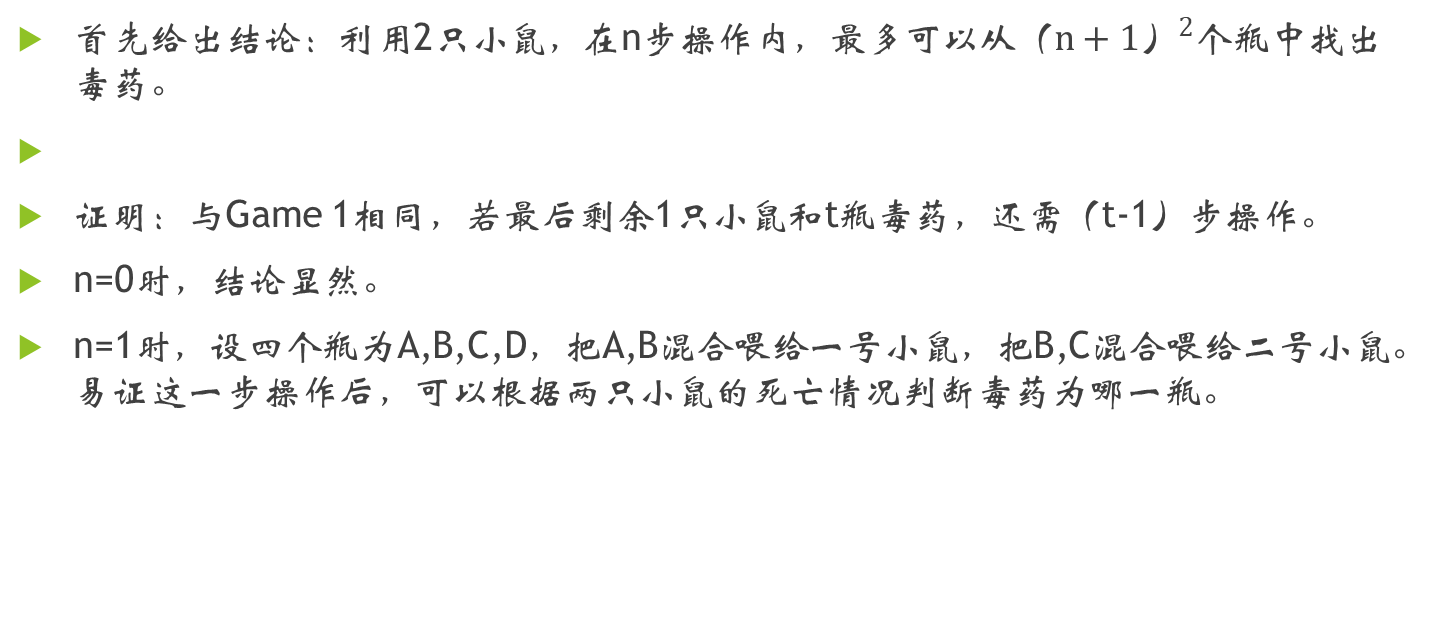 首先给出结论：利用2只小鼠，在n步操作内，最多可以从（n + 1）²个瓶中找出
毒药。
证明：与Game 1相同，若最后剩余1只小鼠和t瓶毒药，还需（t-1）步操作。
n=0时，结论显然。
n=1时，设四个瓶为A,B,C,D，把A,B混合喂给一号小鼠，把B,C混合喂给二号小鼠。
易证这一步操作后，可以根据两只小鼠的死亡情况判断毒药为哪一瓶。